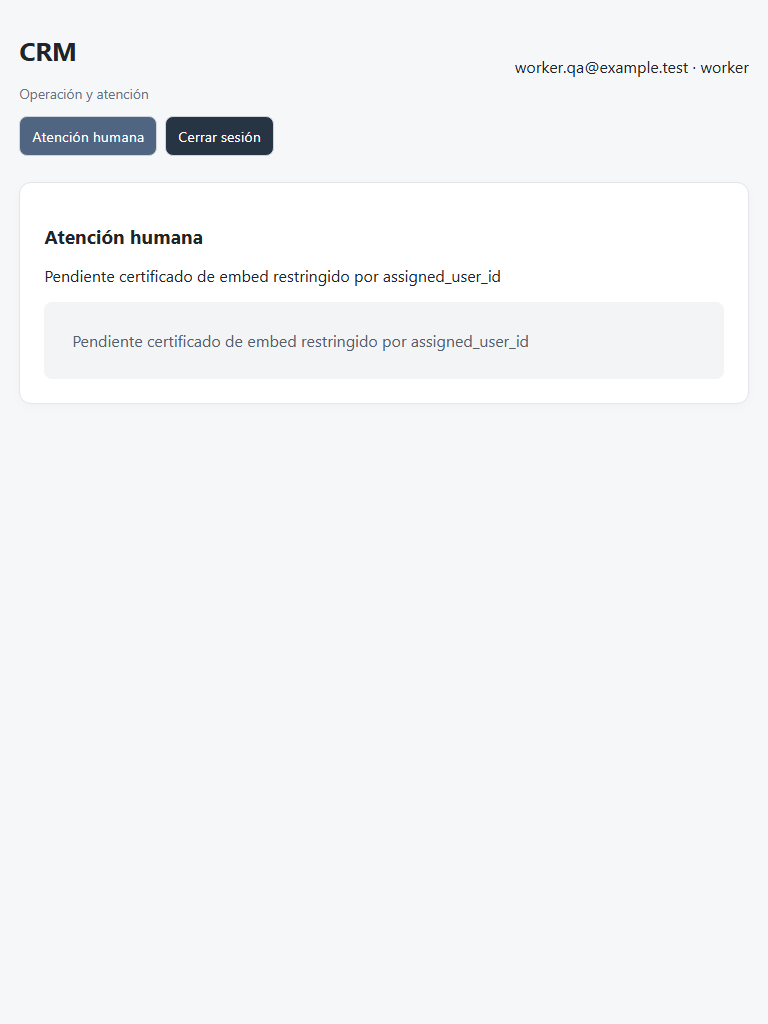 CRM
worker.qa@example.test · worker
Operación y atención
Atención humana
Cerrar sesión
Atención humana
Pendiente certificado de embed restringido por assigned_user_id
Pendiente certificado de embed restringido por assigned_user_id